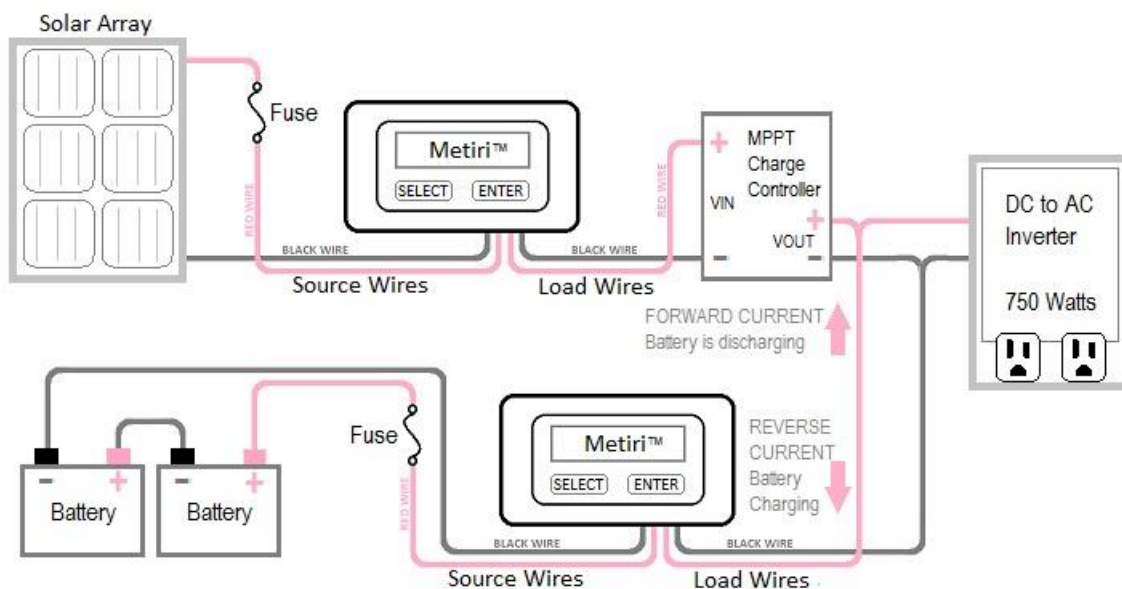 Solar Array
Fuse
RED WIRE
Metiri™
SELECT ENTER
BLACK WIRE
BLACK WIRE
Source Wires
Load Wires
RED WIRE
+
MPPT
Charge
Controller
VIN
+
VOUT
-
-
DC to AC
Inverter
750 Watts
FORWARD CURRENT
Battery is discharging
REVERSE
CURRENT
Battery
Charging
Fuse
RED WIRE
Metiri™
SELECT ENTER
- +
Battery
- +
Battery
BLACK WIRE
BLACK WIRE
Source Wires
Load Wires